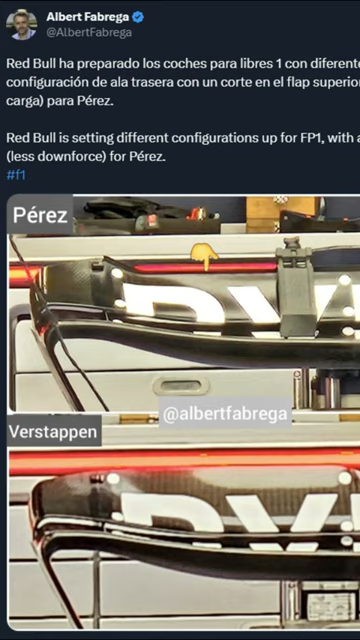 Albert Fabrega
@AlbertFabrega
Red Bull ha preparado los coches para libres 1 con diferente
configuración de ala trasera con un corte en el flap superior
carga) para Pérez.
Red Bull is setting different configurations up for FP1, with a
(less downforce) for Pérez.
#f1
Pérez
@albertfabrega
Verstappen